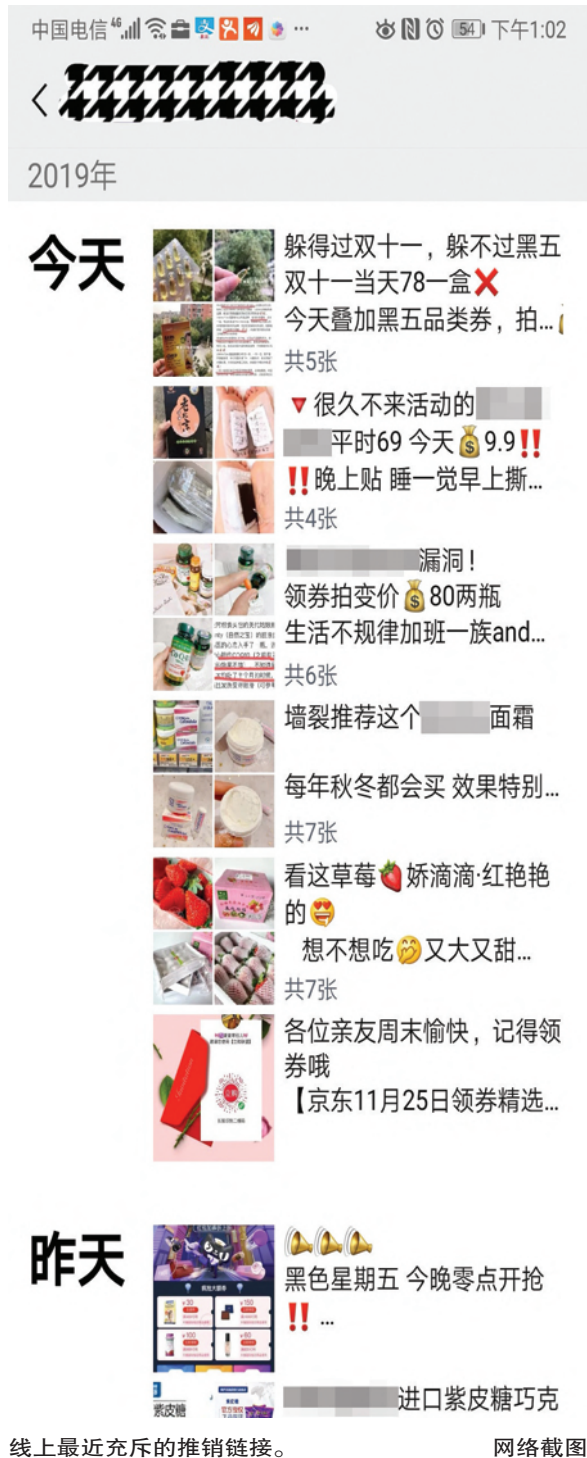 中国电信 4G 54 下午1:02
2019年
今天
躲得过双十一，躲不过黑五
双十一当天78一盒❌
今天叠加黑五品类券，拍...
共5张
🔻很久不来活动的
平时69 今天💰9.9‼️
‼️晚上贴 睡一觉早上撕...
共4张
漏洞！
领券拍变价💰80两瓶
生活不规律加班一族and...
共6张
墙裂推荐这个 面霜
每年秋冬都会买 效果特别...
共7张
看这草莓🍓娇滴滴·红艳艳
的😍
想不想吃🤭又大又甜...
共7张
各位亲友周末愉快，记得领
券哦
【京东11月25日领券精选...
昨天
📣📣📣
黑色星期五 今晚零点开抢
‼️ ...
进口紫皮糖巧克
紫皮糖
线上最近充斥的推销链接。 网络截图